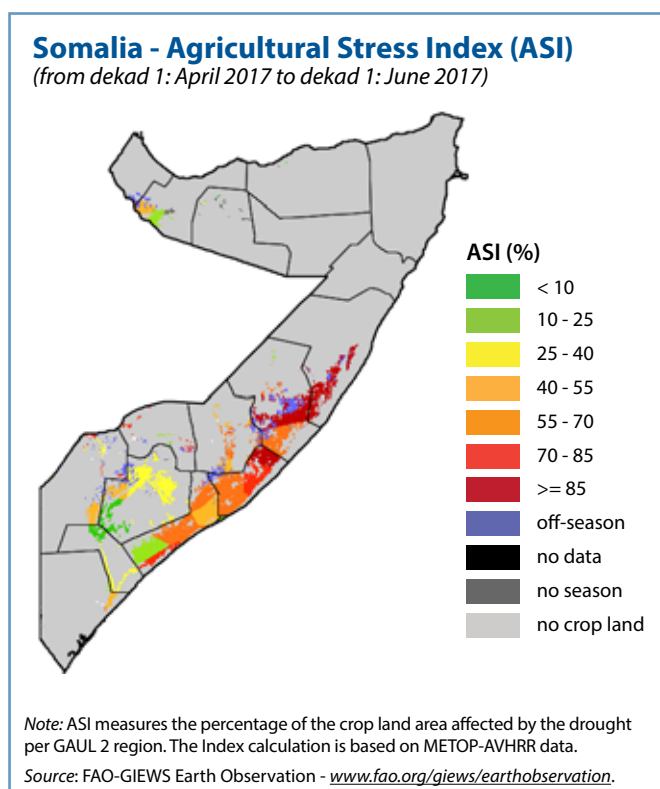 Somalia - Agricultural Stress Index (ASI)
(from dekad 1: April 2017 to dekad 1: June 2017)
ASI (%)
< 10
10 - 25
25 - 40
40 - 55
55 - 70
70 - 85
>= 85
off-season
no data
no season
no crop land
Note: ASI measures the percentage of the crop land area affected by the drought
per GAUL 2 region. The Index calculation is based on METOP-AVHRR data.
Source: FAO-GIEWS Earth Observation - www.fao.org/giews/earthobservation.